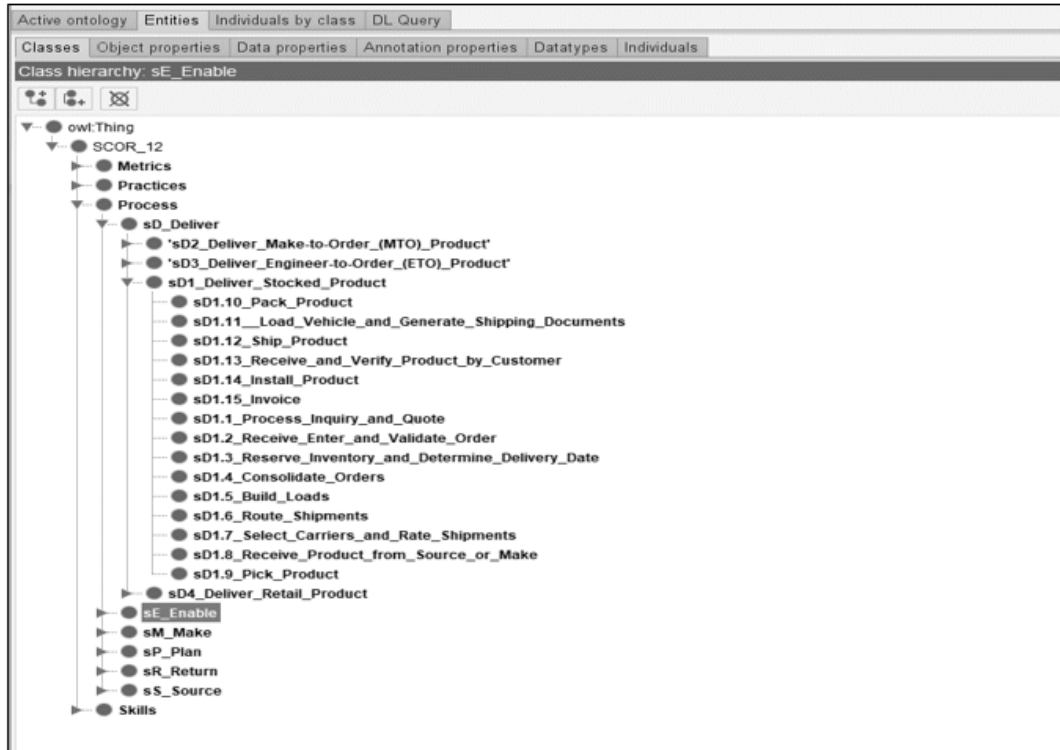 Active ontology Entities Individuals by class DL Query
Classes Object properties Data properties Annotation properties Datatypes Individuals
Class hierarchy: sE_Enable
owl:Thing
SCOR_12
Metrics
Practices
Process
sD_Deliver
'sD2_Deliver_Make-to-Order_(MTO)_Product'
'sD3_Deliver_Engineer-to-Order_(ETO)_Product'
sD1_Deliver_Stocked_Product
sD1.10_Pack_Product
sD1.11__Load_Vehicle_and_Generate_Shipping_Documents
sD1.12_Ship_Product
sD1.13_Receive_and_Verify_Product_by_Customer
sD1.14_Install_Product
sD1.15_Invoice
sD1.1_Process_Inquiry_and_Quote
sD1.2_Receive_Enter_and_Validate_Order
sD1.3_Reserve_Inventory_and_Determine_Delivery_Date
sD1.4_Consolidate_Orders
sD1.5_Build_Loads
sD1.6_Route_Shipments
sD1.7_Select_Carriers_and_Rate_Shipments
sD1.8_Receive_Product_from_Source_or_Make
sD1.9_Pick_Product
sD4_Deliver_Retail_Product
sE_Enable
sM_Make
sP_Plan
sR_Return
sS_Source
Skills